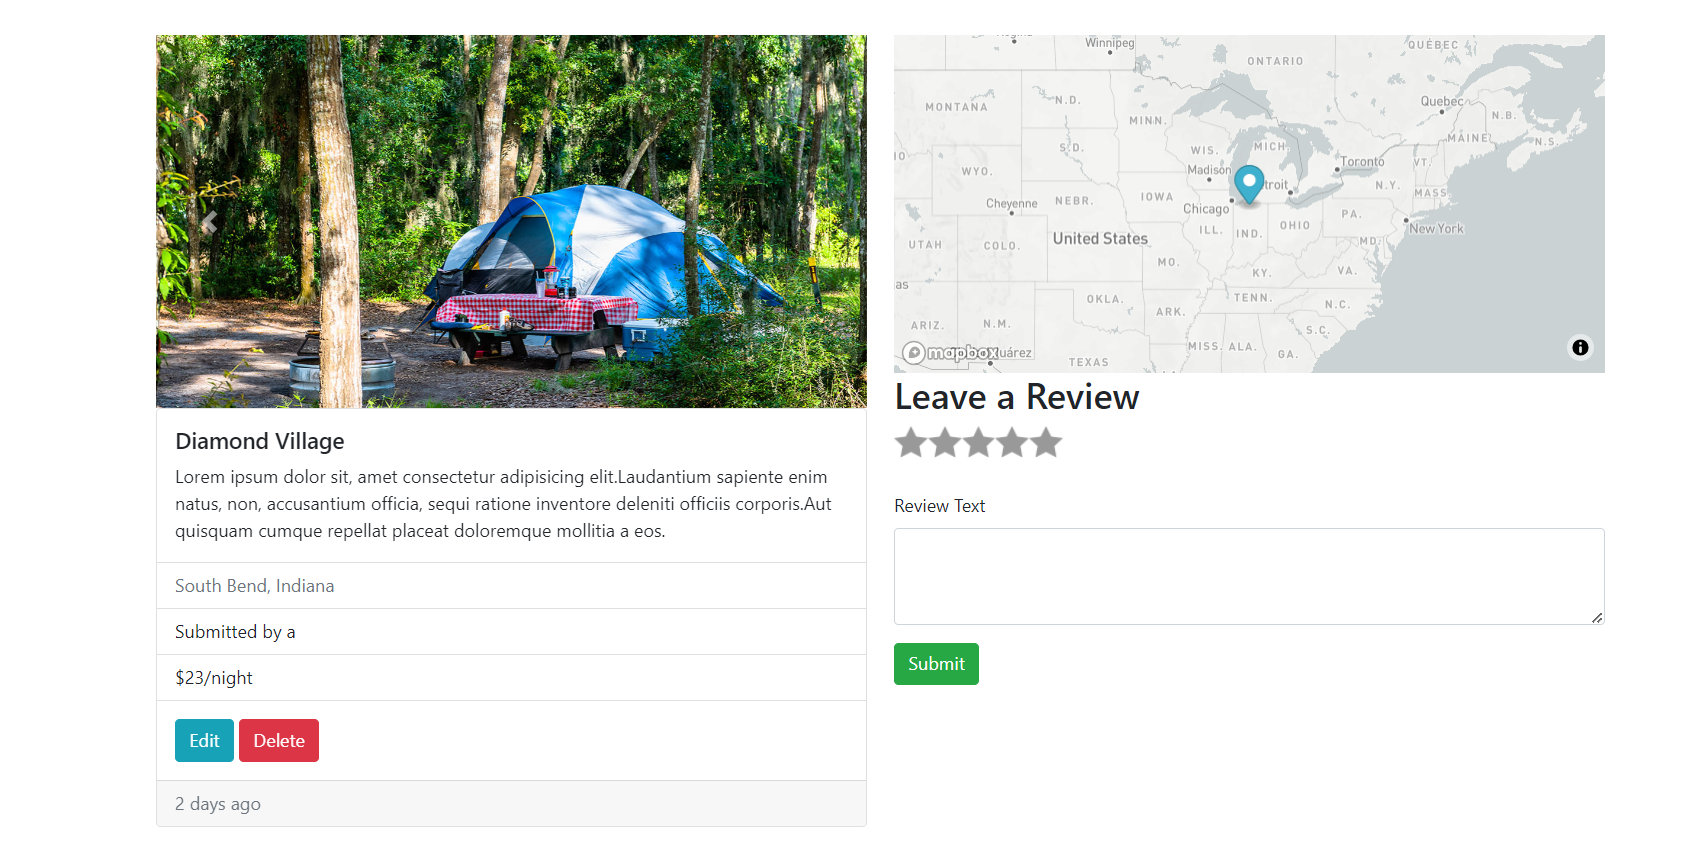 Diamond Village
Lorem ipsum dolor sit, amet consectetur adipisicing elit.Laudantium sapiente enim
natus, non, accusantium officia, sequi ratione inventore deleniti officiis corporis.Aut
quisquam cumque repellat placeat doloremque mollitia a eos.
South Bend, Indiana
Submitted by a
$23/night
Edit Delete
2 days ago
Winnipeg
QUÉBEC
ONTARIO
MONTANA
N.D.
Quebec
MINN.
N.B.
MAINE
N.S.
S.D.
WIS.
MICH.
Toronto
VT.
WYO.
Madison
N.Y.
MASS
Cheyenne
NEBR.
IOWA
Chicago
PA.
New York
UTAH
COLO.
United States
ILL.
IND.
OHIO
MD.
MO.
KY.
VA.
OKLA.
ARK.
TENN.
N.C.
ARIZ.
N.M.
S.C.
mapbox
TEXAS
MISS.
ALA.
GA.
Leave a Review
Review Text
Submit